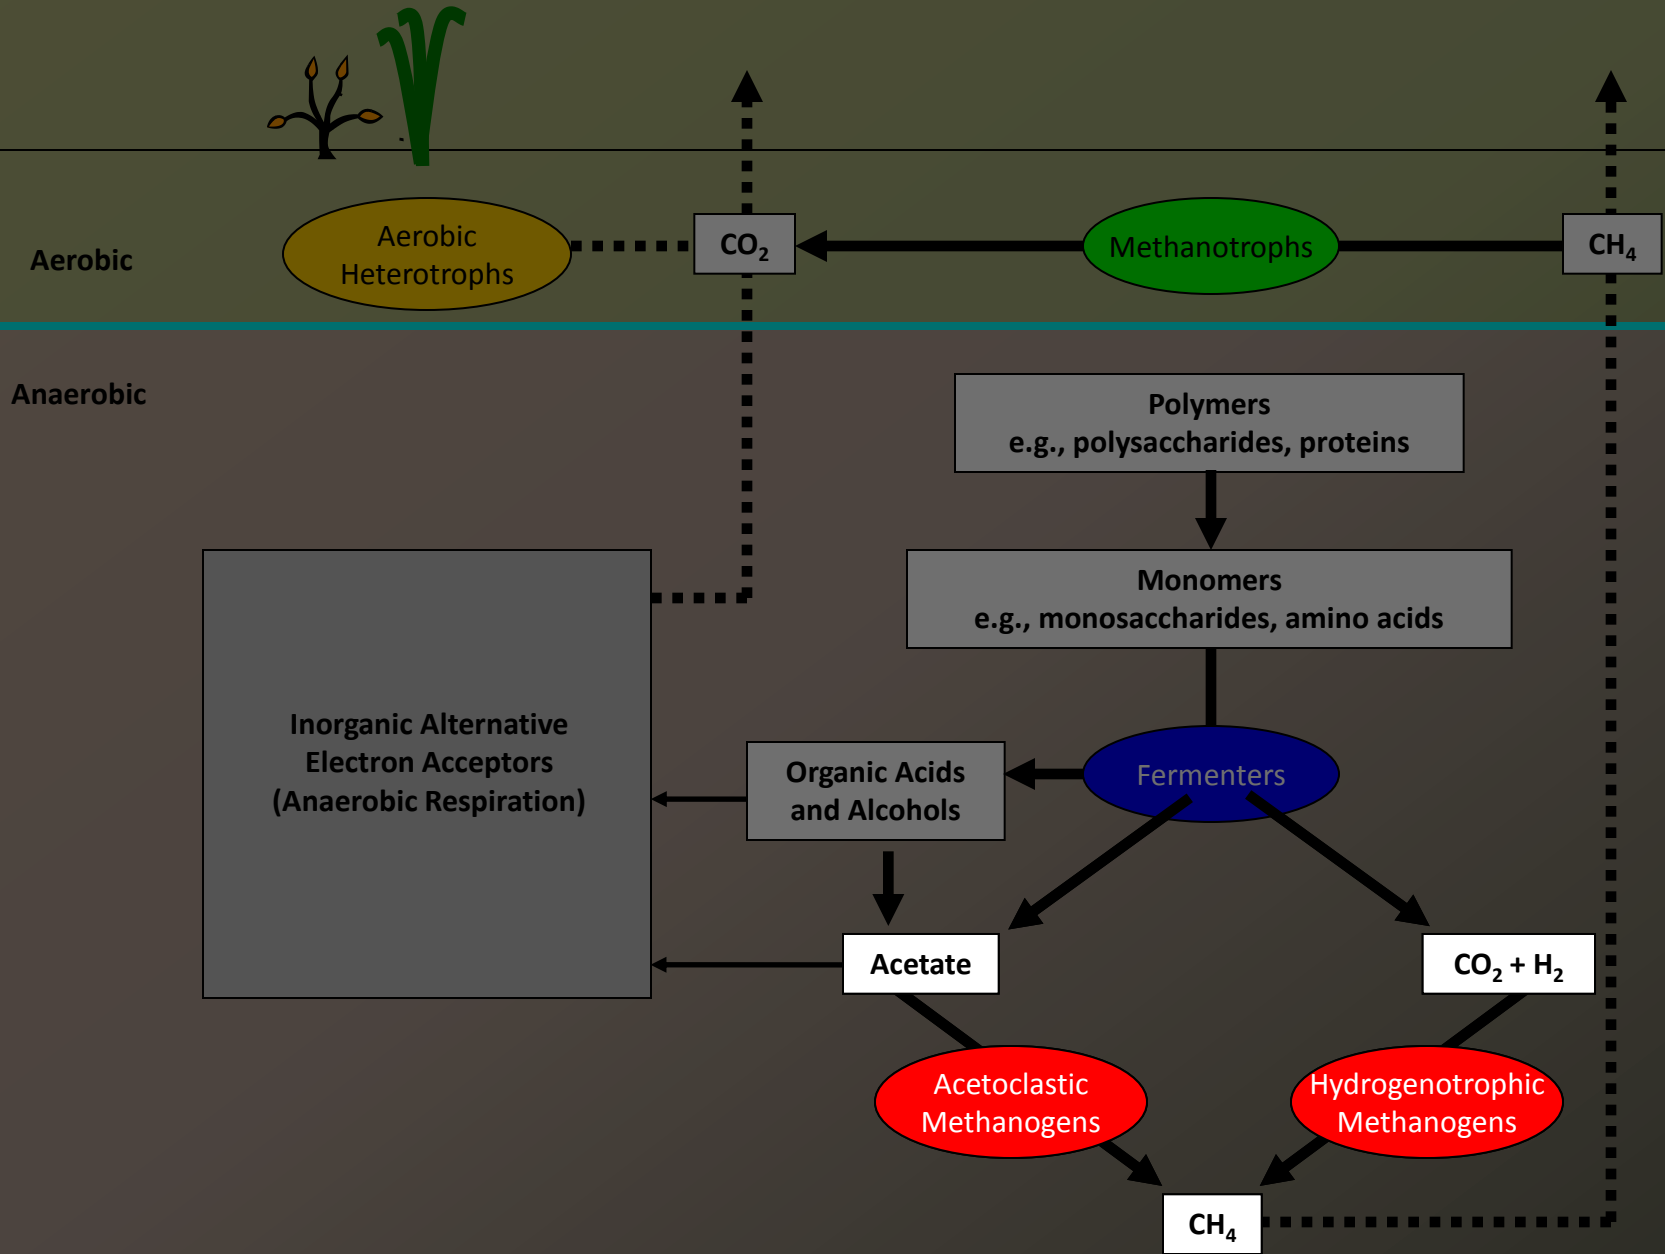 Aerobic
Heterotrophs
CO₂
Methanotrophs
CH₄
Aerobic
Anaerobic
Polymers
e.g., polysaccharides, proteins
Monomers
e.g., monosaccharides, amino acids
Inorganic Alternative
Electron Acceptors
(Anaerobic Respiration)
Organic Acids
and Alcohols
Fermenters
Acetate
CO₂ + H₂
Acetoclastic
Methanogens
Hydrogenotrophic
Methanogens
CH₄